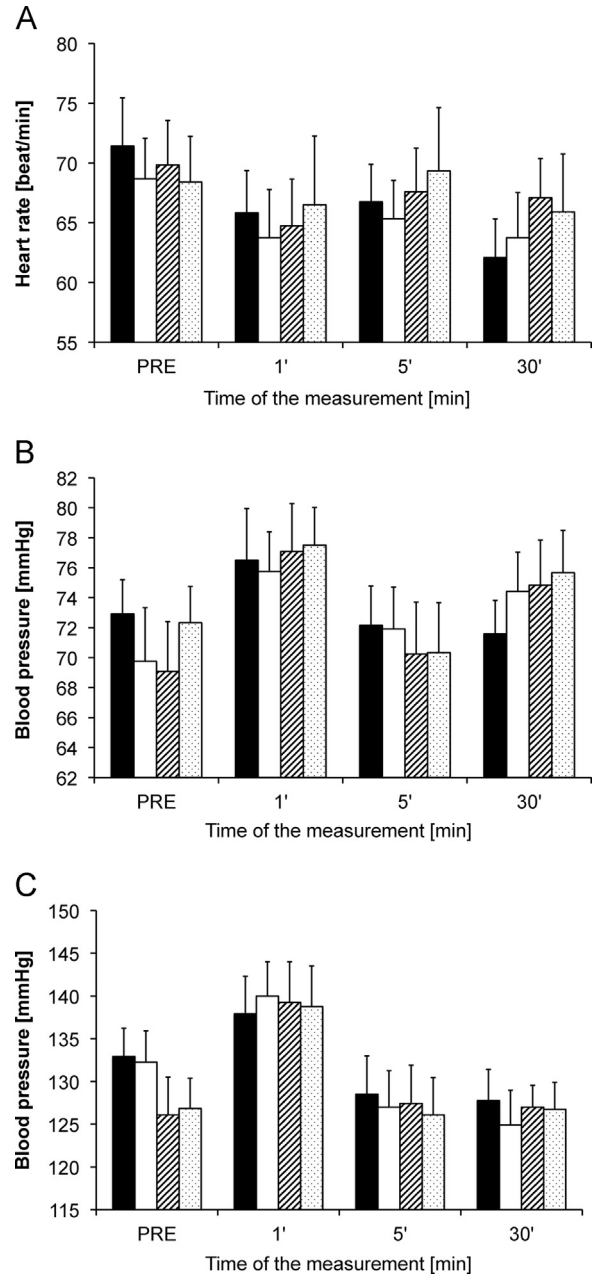 A
80
75
70
65
60
55
Heart rate [beat/min]
PRE 1' 5' 30'
Time of the measurement [min]
B
82
80
78
76
74
72
70
68
66
64
62
Blood pressure [mmHg]
PRE 1' 5' 30'
Time of the measurement [min]
C
150
145
140
135
130
125
120
115
Blood pressure [mmHg]
PRE 1' 5' 30'
Time of the measurement [min]